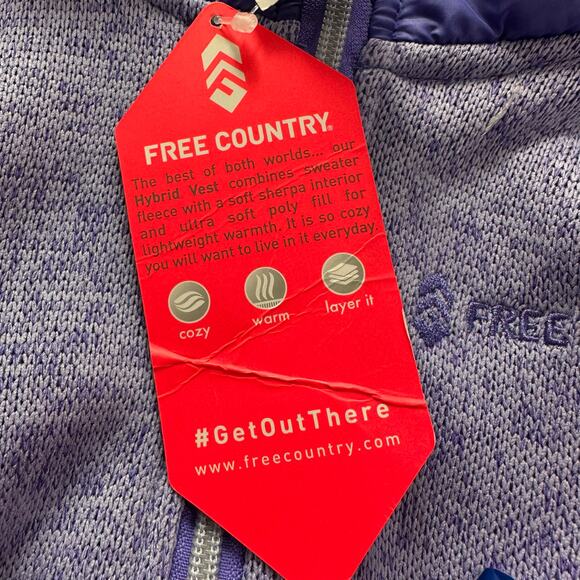 FREE COUNTRY®
The best of both worlds... our
Hybrid Vest combines sweater
fleece with a soft sherpa interior
and ultra soft poly fill for
lightweight warmth. It is so cozy
you will want to live in it everyday.
cozy
warm
layer it
#GetOutThere
www.freecountry.com
FREE